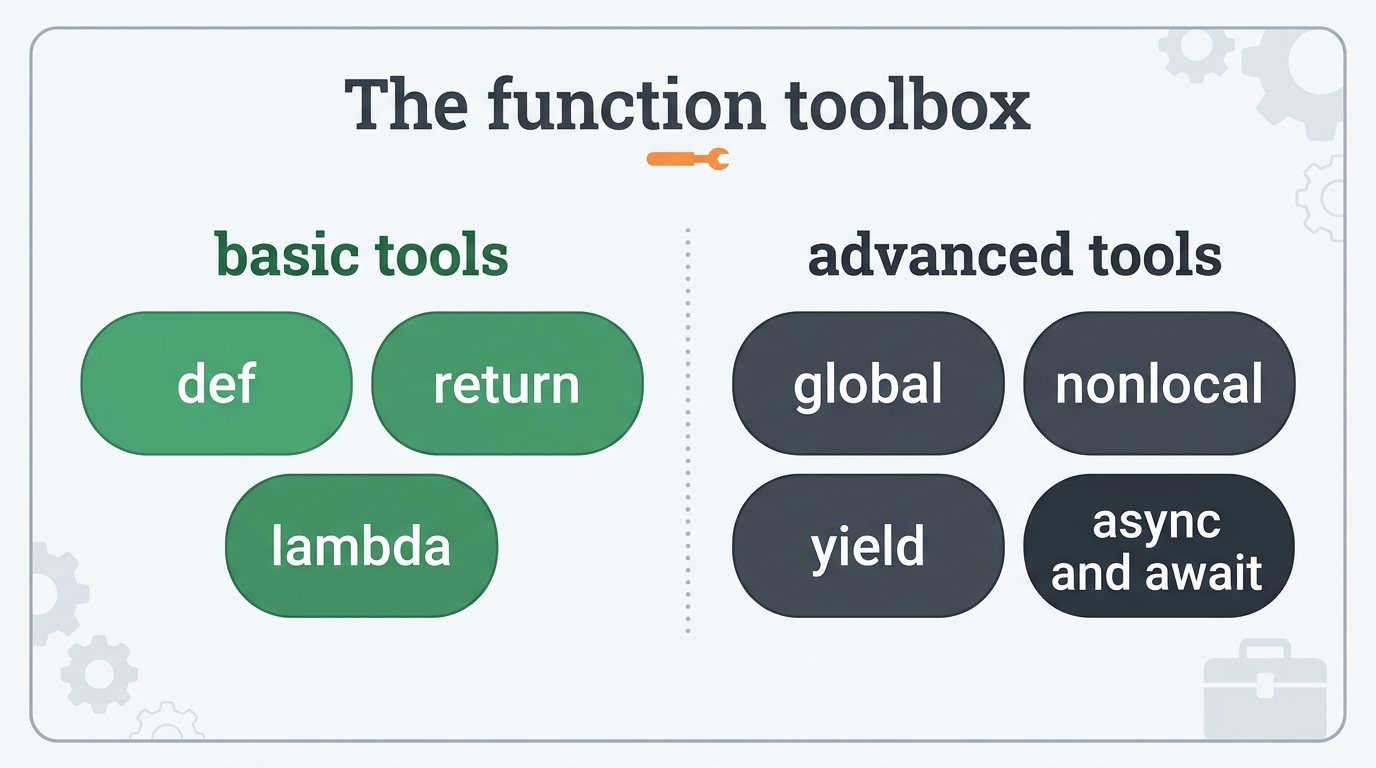 The function toolbox
basic tools
def
return
lambda
advanced tools
global
nonlocal
yield
async
and await